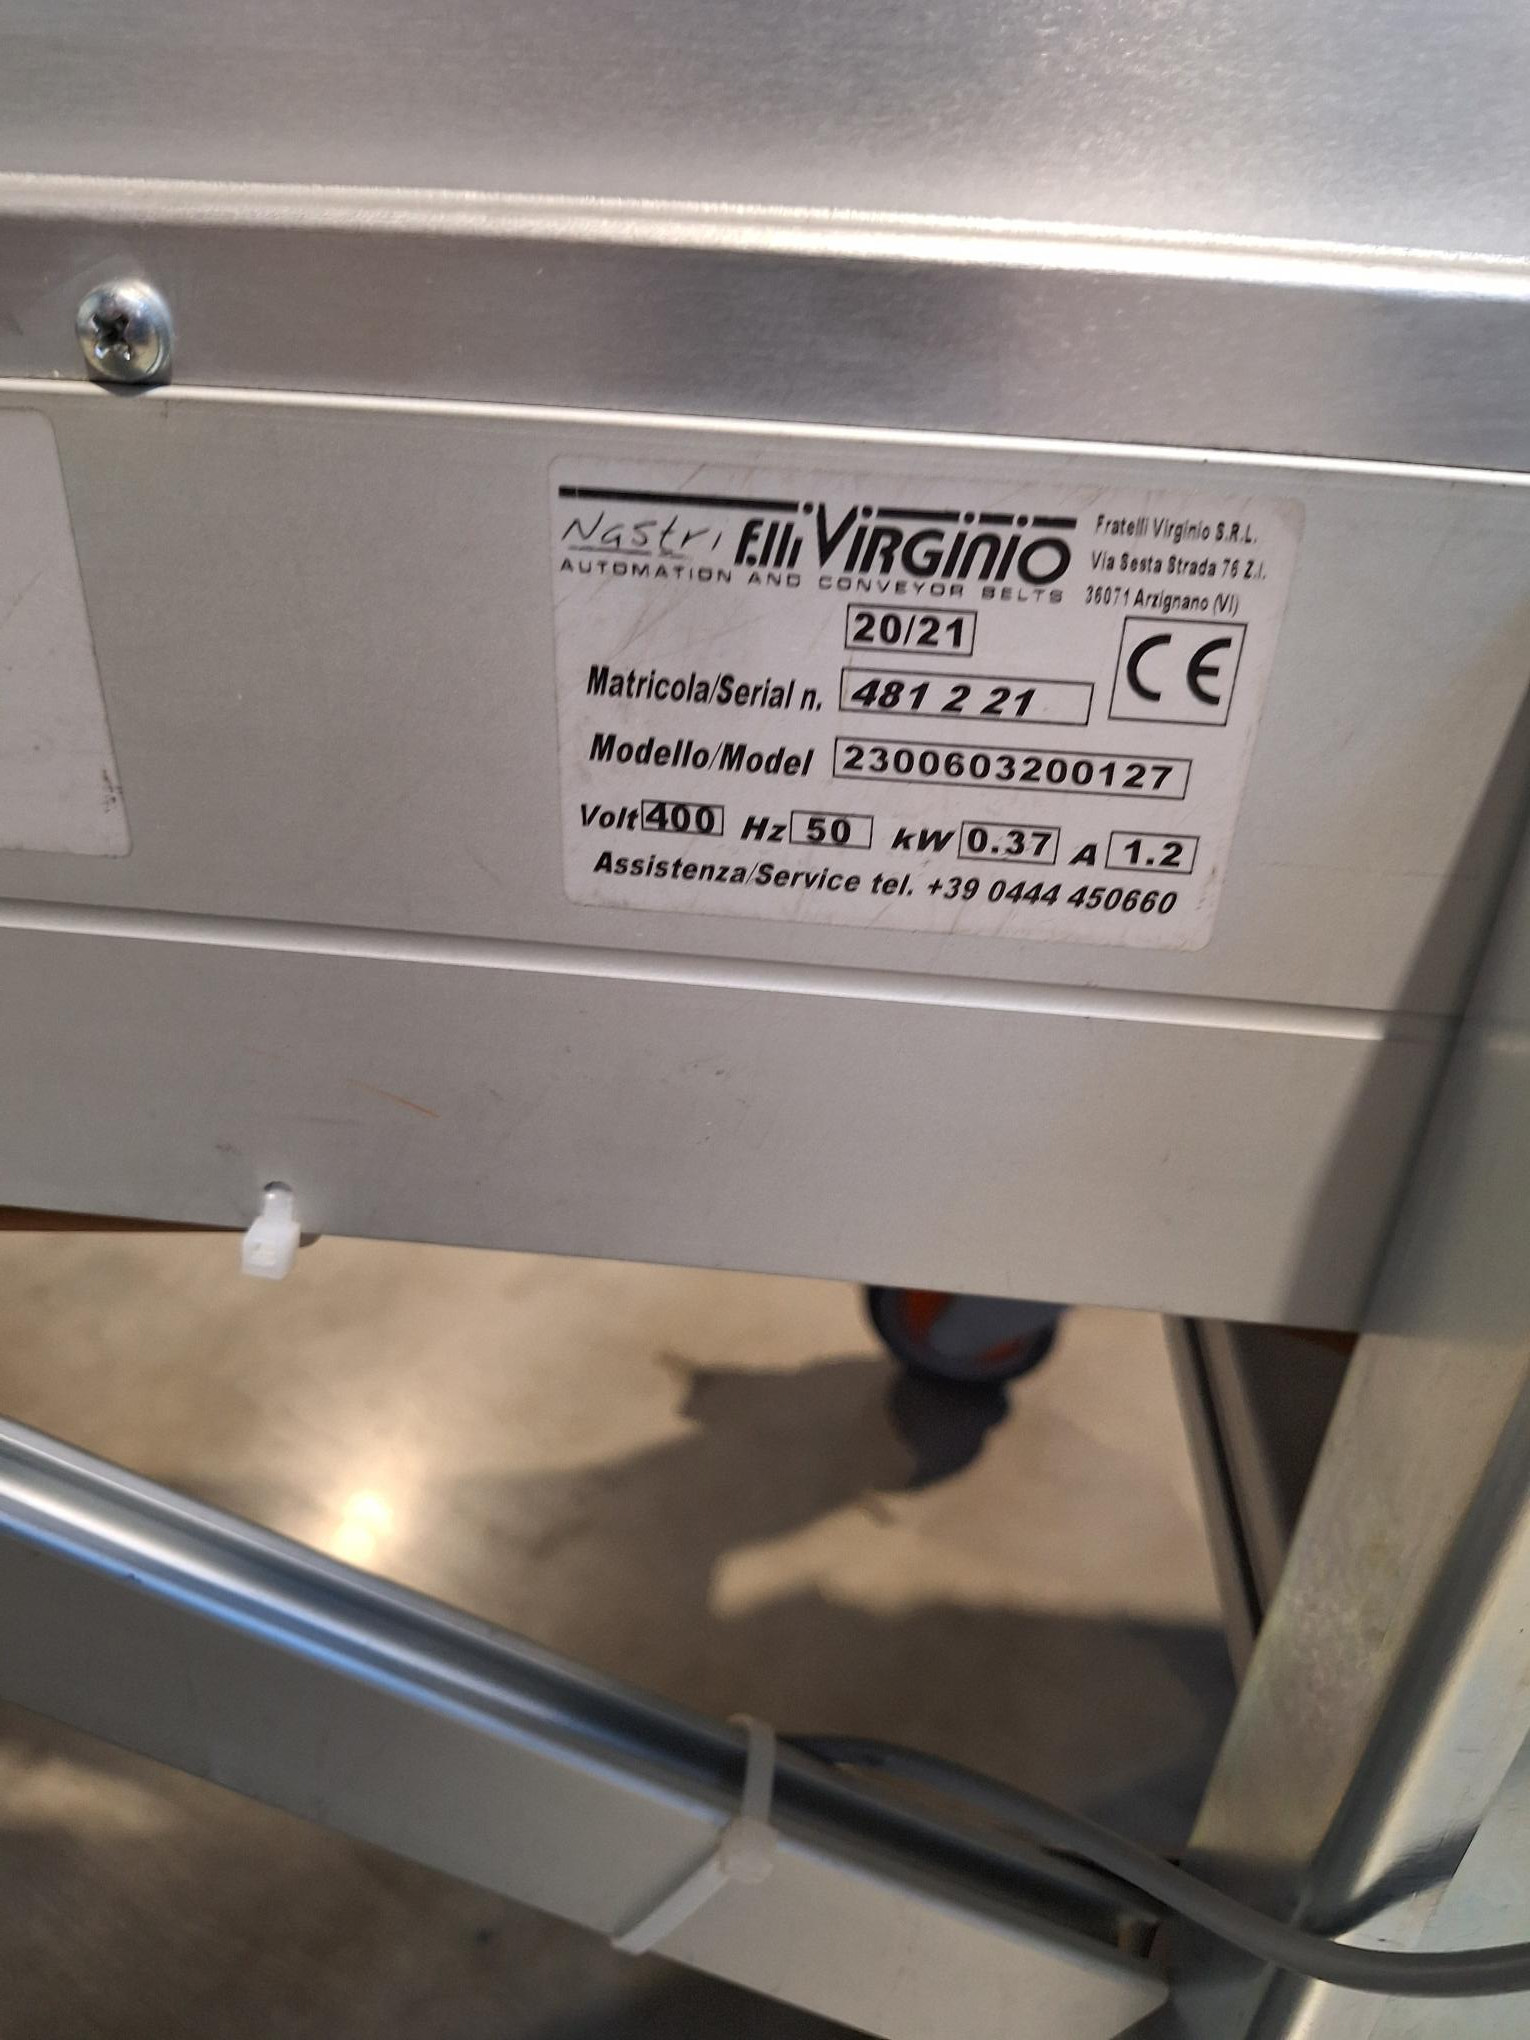 Nastri F.lli VIRGINIO
AUTOMATION AND CONVEYOR BELTS
Fratelli Virginio S.R.L.
Via Sesta Strada 76 Z.I.
36071 Arzignano (VI)
20/21
CE
Matricola/Serial n. 481 2 21
Modello/Model 2300603200127
Volt 400 Hz 50 kW 0.37 A 1.2
Assistenza/Service tel. +39 0444 450660